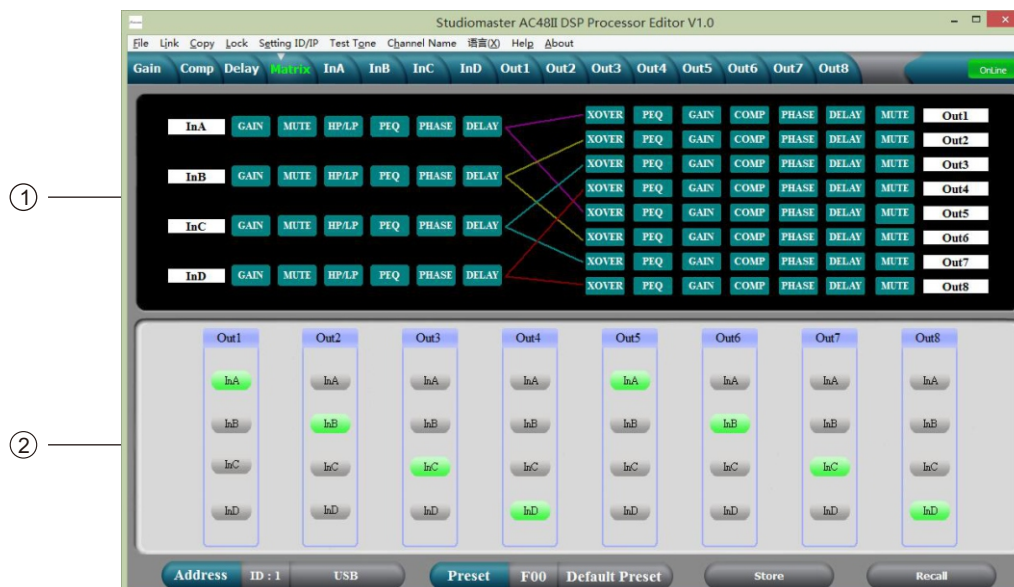 Studiomaster AC48II DSP Processor Editor V1.0
File Link Copy Lock Setting ID/IP Test Tone Channel Name 语言(X) Help About
Gain Comp Delay Matrix InA InB InC InD Out1 Out2 Out3 Out4 Out5 Out6 Out7 Out8 OnLine
XOVER PEQ GAIN COMP PHASE DELAY MUTE Out1
InA GAIN MUTE HP/LP PEQ PHASE DELAY
XOVER PEQ GAIN COMP PHASE DELAY MUTE Out2
XOVER PEQ GAIN COMP PHASE DELAY MUTE Out3
InB GAIN MUTE HP/LP PEQ PHASE DELAY
XOVER PEQ GAIN COMP PHASE DELAY MUTE Out4
①
XOVER PEQ GAIN COMP PHASE DELAY MUTE Out5
InC GAIN MUTE HP/LP PEQ PHASE DELAY
XOVER PEQ GAIN COMP PHASE DELAY MUTE Out6
XOVER PEQ GAIN COMP PHASE DELAY MUTE Out7
InD GAIN MUTE HP/LP PEQ PHASE DELAY
XOVER PEQ GAIN COMP PHASE DELAY MUTE Out8
Out1 Out2 Out3 Out4 Out5 Out6 Out7 Out8
InA InA InA InA InA InA InA InA
InB InB InB InB InB InB InB InB
②
InC InC InC InC InC InC InC InC
InD InD InD InD InD InD InD InD
Address ID : 1 USB Preset F00 Default Preset Store Recall